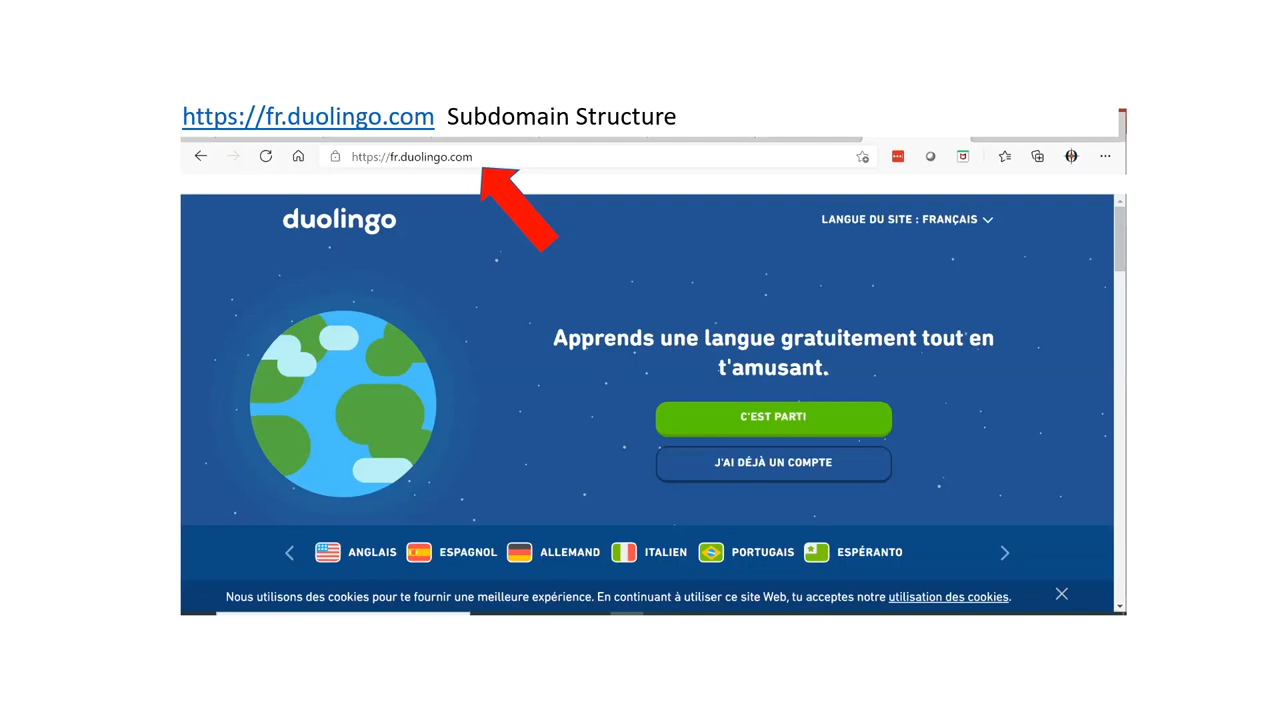 https://fr.duolingo.com Subdomain Structure
https://fr.duolingo.com
duolingo
LANGUE DU SITE : FRANÇAIS
Apprends une langue gratuitement tout en
t'amusant.
C'EST PARTI
J'AI DÉJÀ UN COMPTE
ANGLAIS ESPAGNOL ALLEMAND ITALIEN PORTUGAIS ESPÉRANTO
Nous utilisons des cookies pour te fournir une meilleure expérience. En continuant à utiliser ce site Web, tu acceptes notre utilisation des cookies.